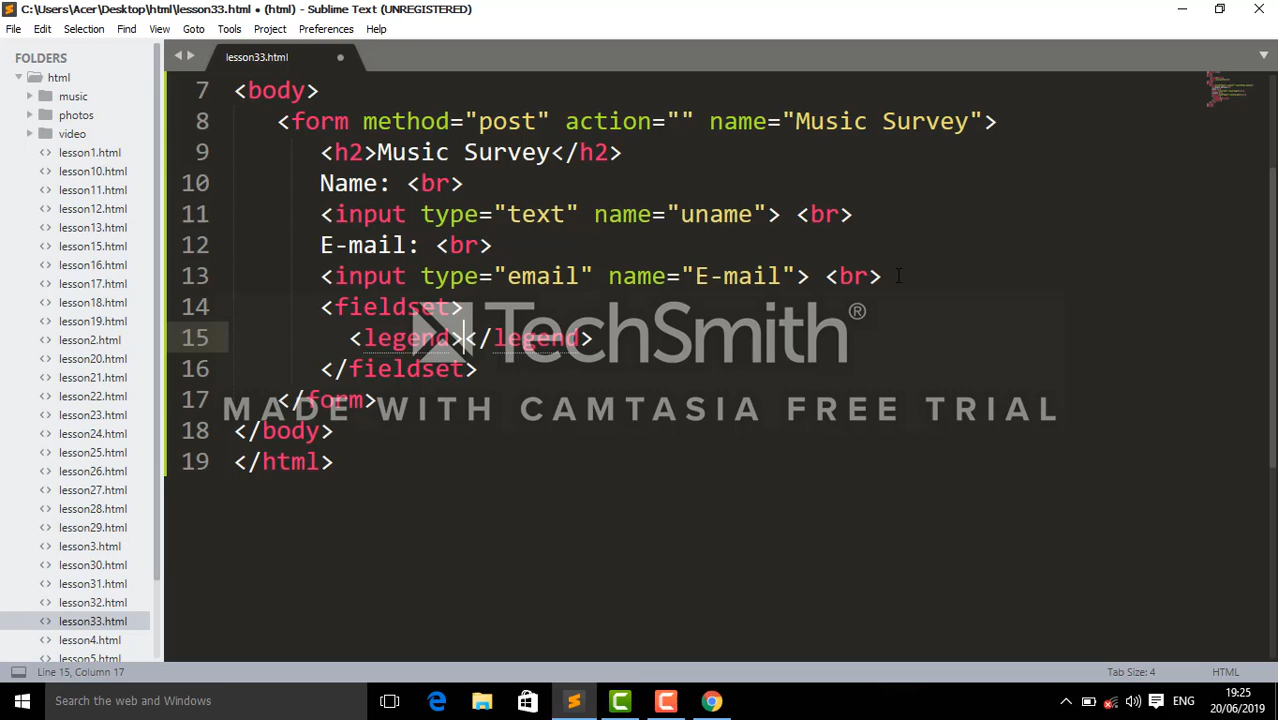 C:\Users\Acer\Desktop\html\lesson33.html • (html) - Sublime Text (UNREGISTERED)
File Edit Selection Find View Goto Tools Project Preferences Help
FOLDERS
html
music
photos
video
lesson1.html
lesson10.html
lesson11.html
lesson12.html
lesson13.html
lesson15.html
lesson16.html
lesson17.html
lesson18.html
lesson19.html
lesson2.html
lesson20.html
lesson21.html
lesson22.html
lesson23.html
lesson24.html
lesson25.html
lesson26.html
lesson27.html
lesson28.html
lesson29.html
lesson3.html
lesson30.html
lesson31.html
lesson32.html
lesson33.html
lesson4.html
lesson5.html
lesson33.html
7 <body>
8 <form method="post" action="" name="Music Survey">
9 <h2>Music Survey</h2>
10 Name: <br>
11 <input type="text" name="uname"> <br>
12 E-mail: <br>
13 <input type="email" name="E-mail"> <br>
14 <fieldset>
15 <legend></legend>
16 </fieldset>
17 </form>
18 </body>
19 </html>
TechSmith®
MADE WITH CAMTASIA FREE TRIAL
Line 15, Column 17
Tab Size: 4
HTML
Search the web and Windows
ENG
19:25
20/06/2019